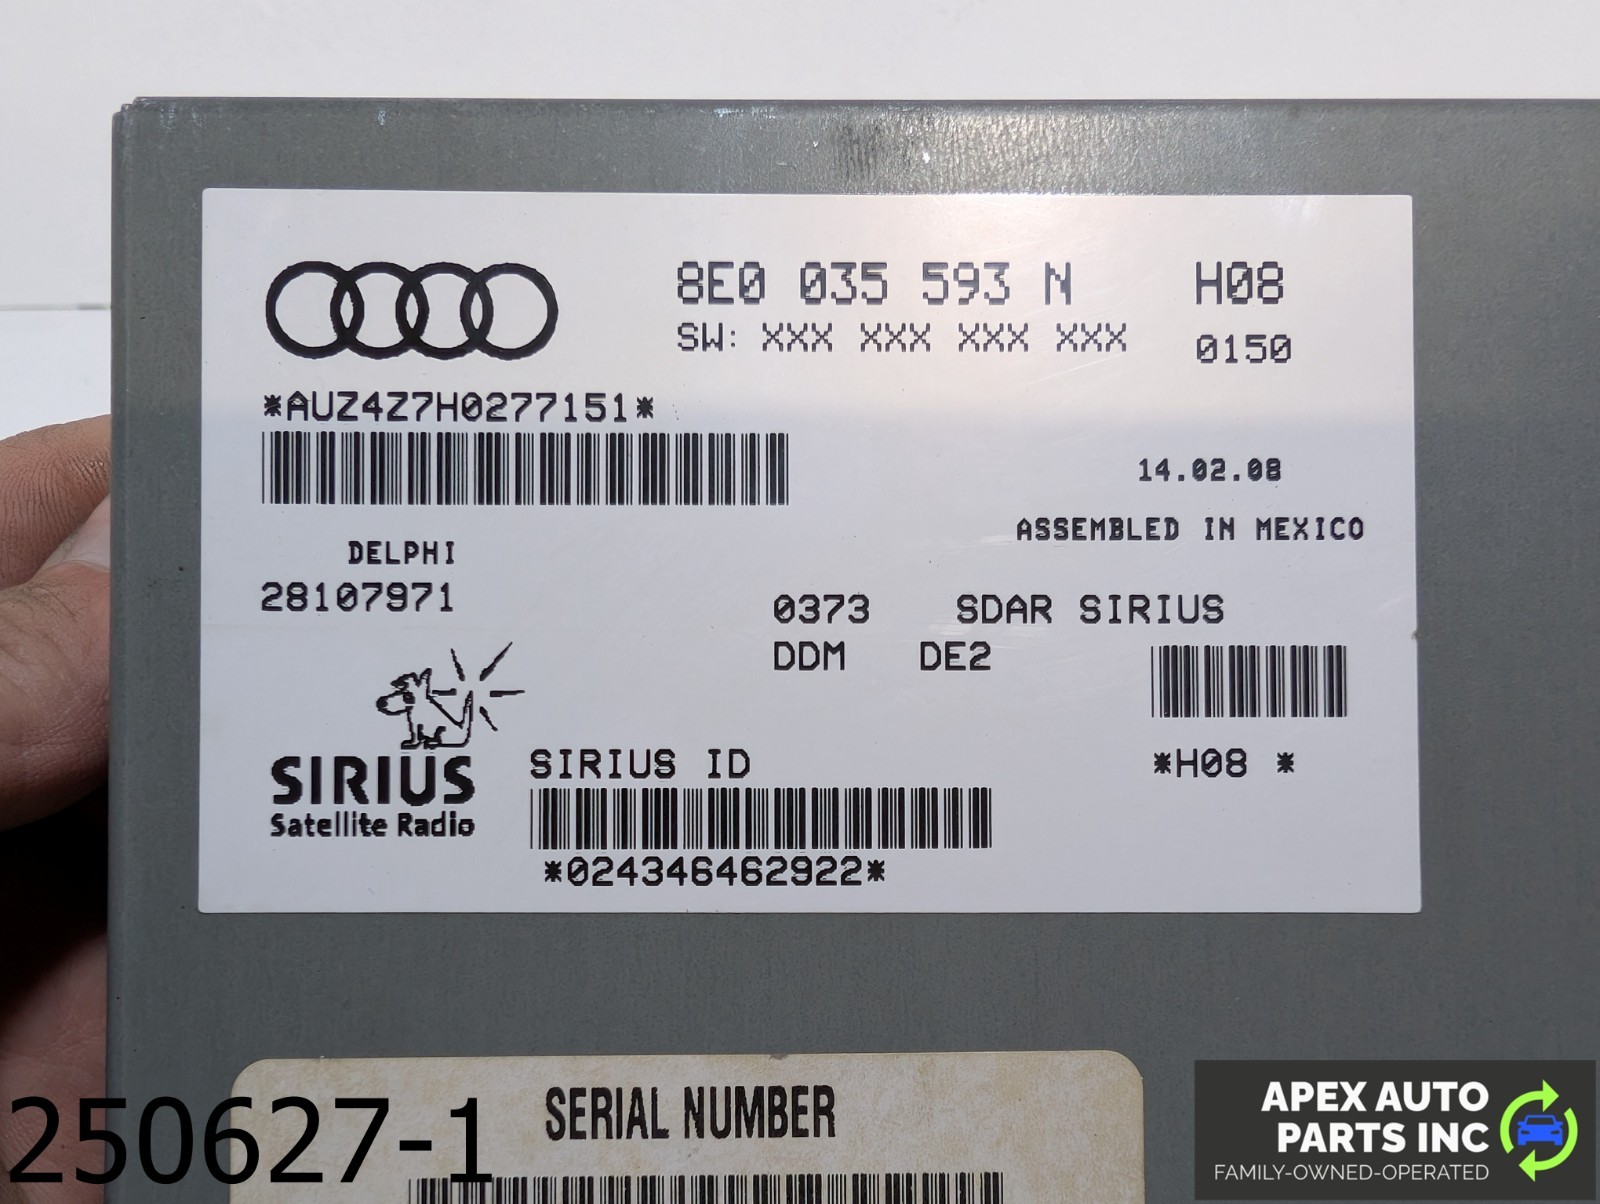 8E0 035 593 N H08
SW: XXX XXX XXX XXX 0150
*AUZ4Z7H0277151*
14.02.08
ASSEMBLED IN MEXICO
DELPHI
28107971
0373 SDAR SIRIUS
DDM DE2
SIRIUS
Satellite Radio
SIRIUS ID
*024346462922*
*H08 *
SERIAL NUMBER
250627-1
APEX AUTO
PARTS INC
FAMILY-OWNED-OPERATED